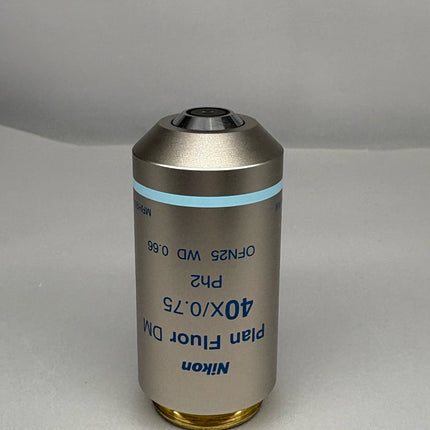 Nikon
Plan Fluor DM
40X/0.75
Ph2
OFN25 WD 0.66